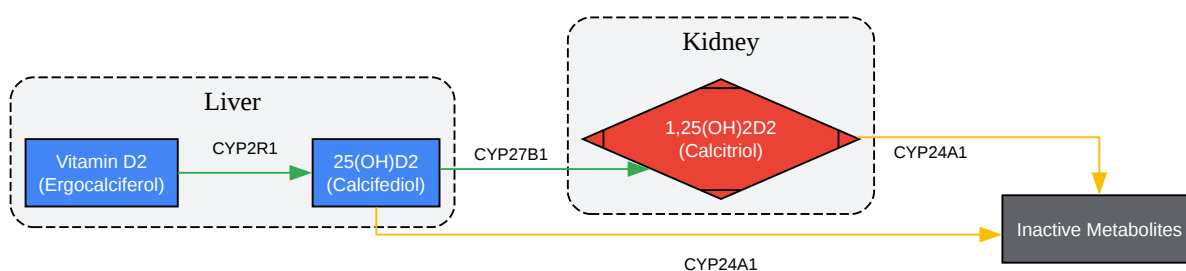 Kidney
Liver
Vitamin D2
(Ergocalciferol)
CYP2R1
25(OH)D2
(Calcifediol)
CYP27B1
1,25(OH)2D2
(Calcitriol)
CYP24A1
Inactive Metabolites
CYP24A1